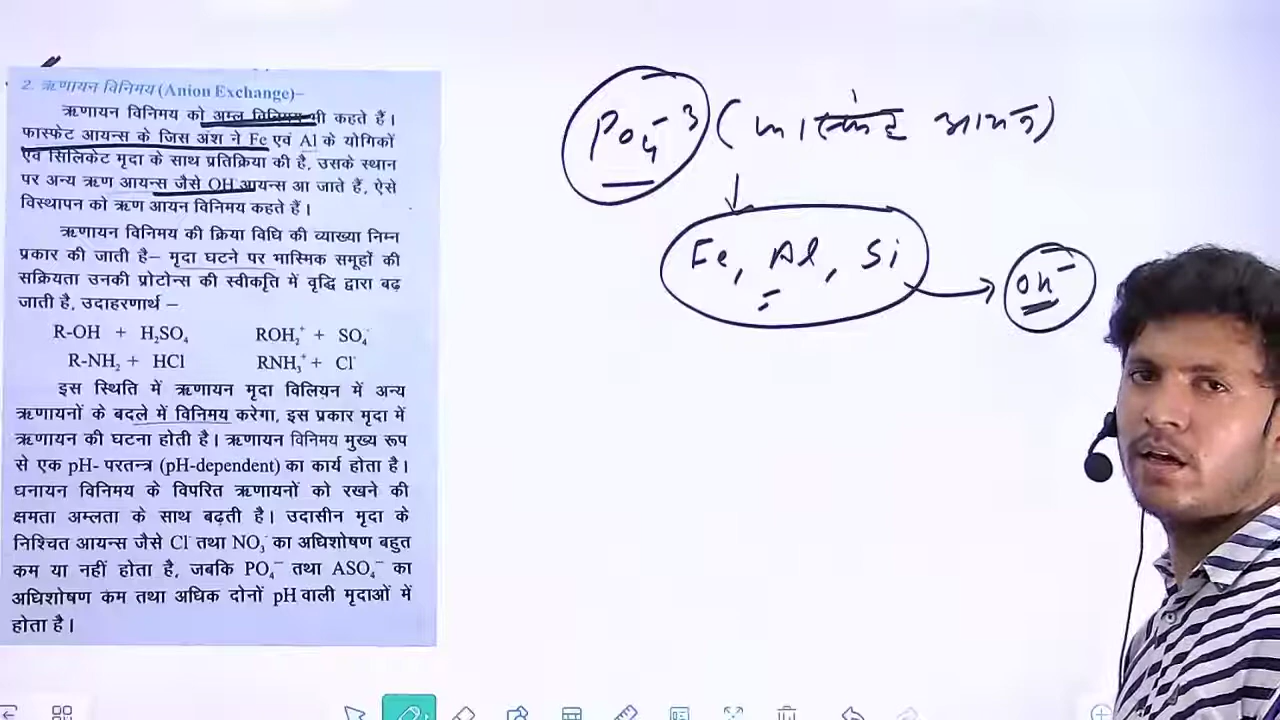 2. ऋणायन विनिमय (Anion Exchange)–
ऋणायन विनिमय को अम्ल विनिमय भी कहते हैं।
फास्फेट आयन्स के जिस अंश ने Fe एवं Al के योगिकों
एवं सिलिकेट मृदा के साथ प्रतिक्रिया की है, उसके स्थान
पर अन्य ऋण आयन्स जैसे OH आयन्स आ जाते हैं, ऐसे
विस्थापन को ऋण आयन विनिमय कहते हैं।
ऋणायन विनिमय की क्रिया विधि की व्याख्या निम्न
प्रकार की जाती है– मृदा घटने पर भास्मिक समूहों की
सक्रियता उनकी प्रोटोन्स की स्वीकृति में वृद्धि द्वारा बढ़
जाती है, उदाहरणार्थ –
R-OH + H₂SO₄ ROH₂⁺ + SO₄⁻
R-NH₂ + HCl RNH₃⁺ + Cl⁻
इस स्थिति में ऋणायन मृदा विलियन में अन्य
ऋणायनों के बदले में विनिमय करेगा, इस प्रकार मृदा में
ऋणायन की घटना होती है। ऋणायन विनिमय मुख्य रूप
से एक pH- परतन्त्र (pH-dependent) का कार्य होता है।
धनायन विनिमय के विपरित ऋणायनों को रखने की
क्षमता अम्लता के साथ बढ़ती है। उदासीन मृदा के
निश्चित आयन्स जैसे Cl⁻ तथा NO₃⁻ का अधिशोषण बहुत
कम या नहीं होता है, जबकि PO₄⁻ तथा ASO₄⁻ का
अधिशोषण कम तथा अधिक दोनों pH वाली मृदाओं में
होता है।
PO₄⁻³ (फास्फेट आयन)
Fe, Al, Si
OH⁻